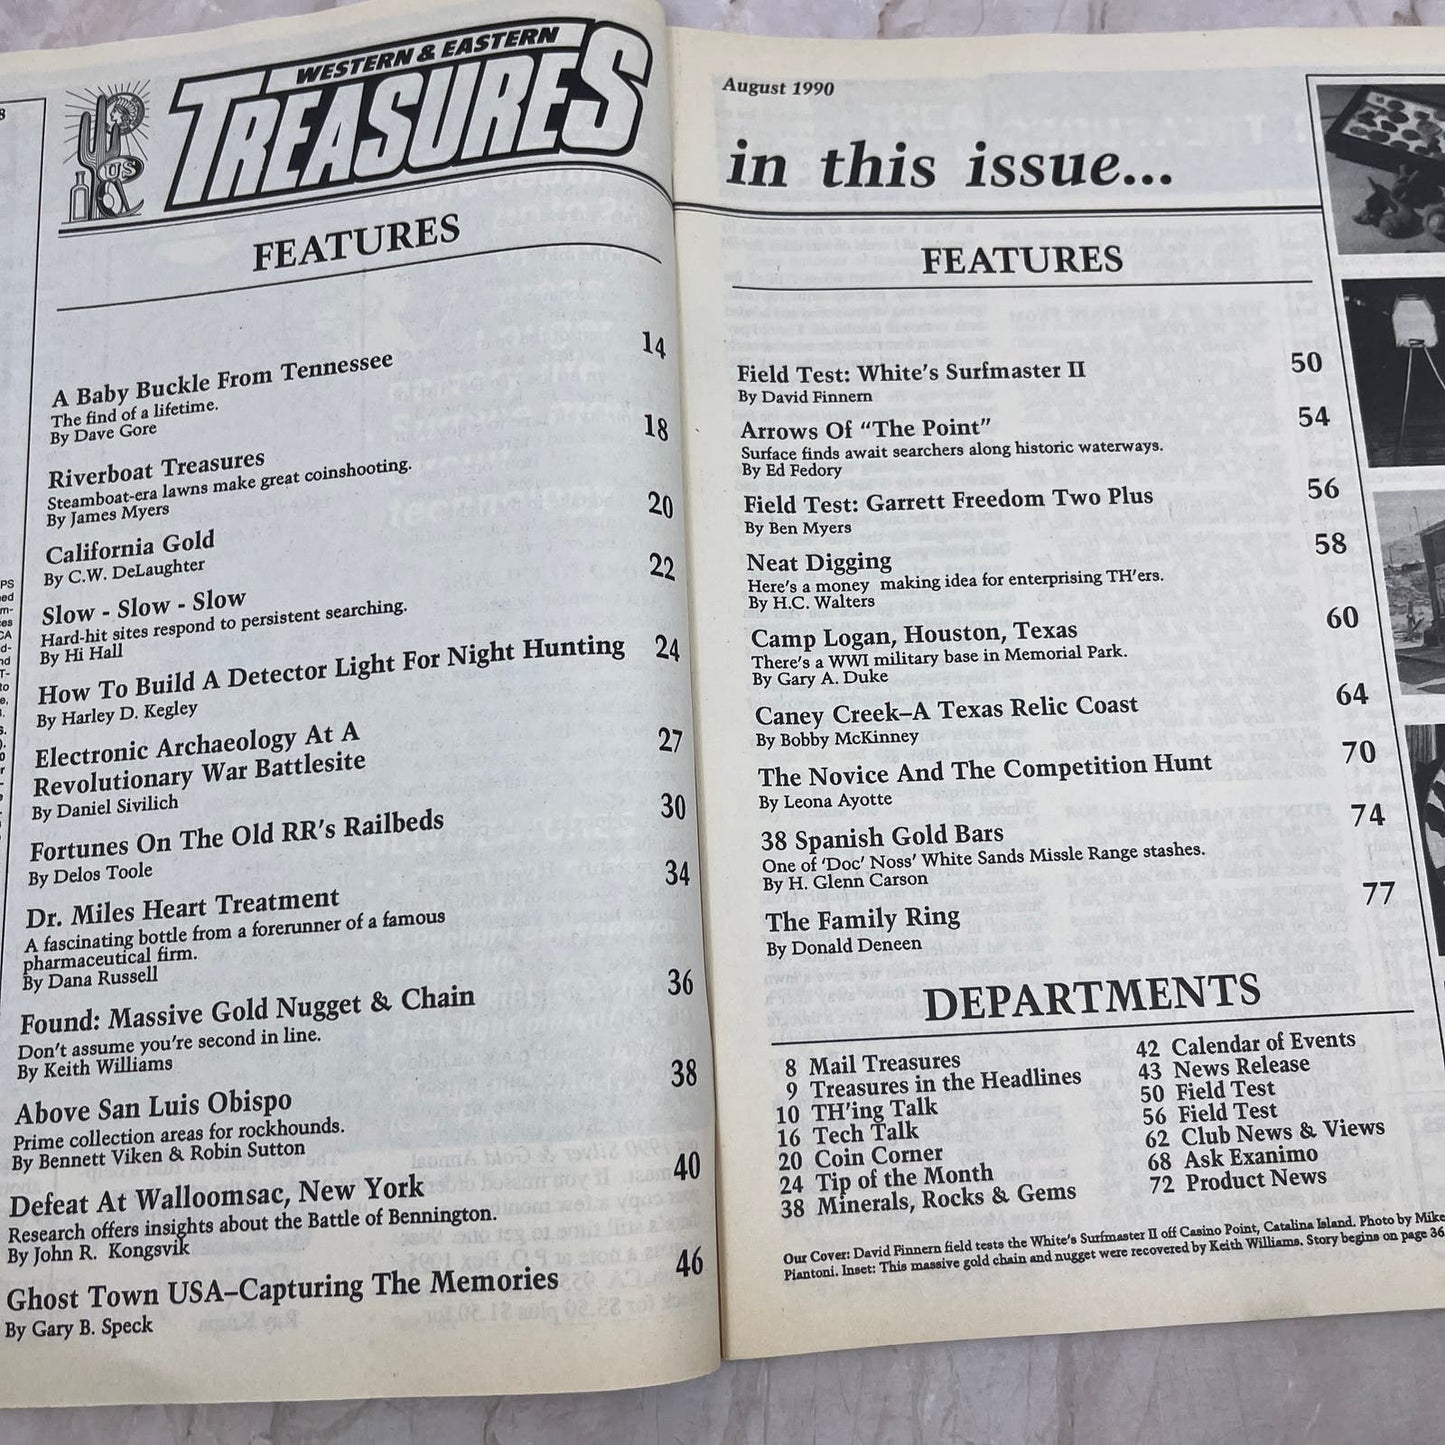 WESTERN & EASTERN
TREASURES
US
FEATURES
A Baby Buckle From Tennessee 14
The find of a lifetime.
By Dave Gore
Riverboat Treasures 18
Steamboat-era lawns make great coinshooting.
By James Myers
California Gold 20
By C.W. DeLaughter
Slow - Slow - Slow 22
Hard-hit sites respond to persistent searching.
By Hi Hall
How To Build A Detector Light For Night Hunting 24
By Harley D. Kegley
Electronic Archaeology At A
Revolutionary War Battlesite 27
By Daniel Sivilich
Fortunes On The Old RR's Railbeds 30
By Delos Toole
Dr. Miles Heart Treatment 34
A fascinating bottle from a forerunner of a famous
pharmaceutical firm.
By Dana Russell
Found: Massive Gold Nugget & Chain 36
Don't assume you're second in line.
By Keith Williams
Above San Luis Obispo 38
Prime collection areas for rockhounds.
By Bennett Viken & Robin Sutton
Defeat At Walloomsac, New York 40
Research offers insights about the Battle of Bennington.
By John R. Kongsvik
Ghost Town USA–Capturing The Memories 46
By Gary B. Speck
August 1990
in this issue...
FEATURES
Field Test: White's Surfmaster II 50
By David Finnern
Arrows Of "The Point" 54
Surface finds await searchers along historic waterways.
By Ed Fedory
Field Test: Garrett Freedom Two Plus 56
By Ben Myers
Neat Digging 58
Here's a money making idea for enterprising TH'ers.
By H.C. Walters
Camp Logan, Houston, Texas 60
There's a WWI military base in Memorial Park.
By Gary A. Duke
Caney Creek–A Texas Relic Coast 64
By Bobby McKinney
The Novice And The Competition Hunt 70
By Leona Ayotte
38 Spanish Gold Bars 74
One of 'Doc' Noss' White Sands Missle Range stashes.
By H. Glenn Carson
The Family Ring 77
By Donald Deneen
DEPARTMENTS
8 Mail Treasures
9 Treasures in the Headlines
10 TH'ing Talk
16 Tech Talk
20 Coin Corner
24 Tip of the Month
38 Minerals, Rocks & Gems
42 Calendar of Events
43 News Release
50 Field Test
56 Field Test
62 Club News & Views
68 Ask Exanimo
72 Product News
Our Cover: David Finnern field tests the White's Surfmaster II off Casino Point, Catalina Island. Photo by Mike
Piantoni. Inset: This massive gold chain and nugget were recovered by Keith Williams. Story begins on page 36.